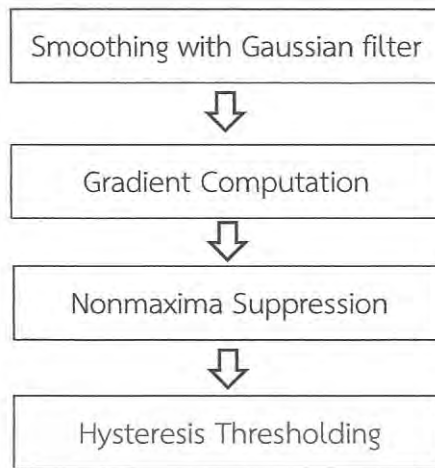 Smoothing with Gaussian filter
Gradient Computation
Nonmaxima Suppression
Hysteresis Thresholding